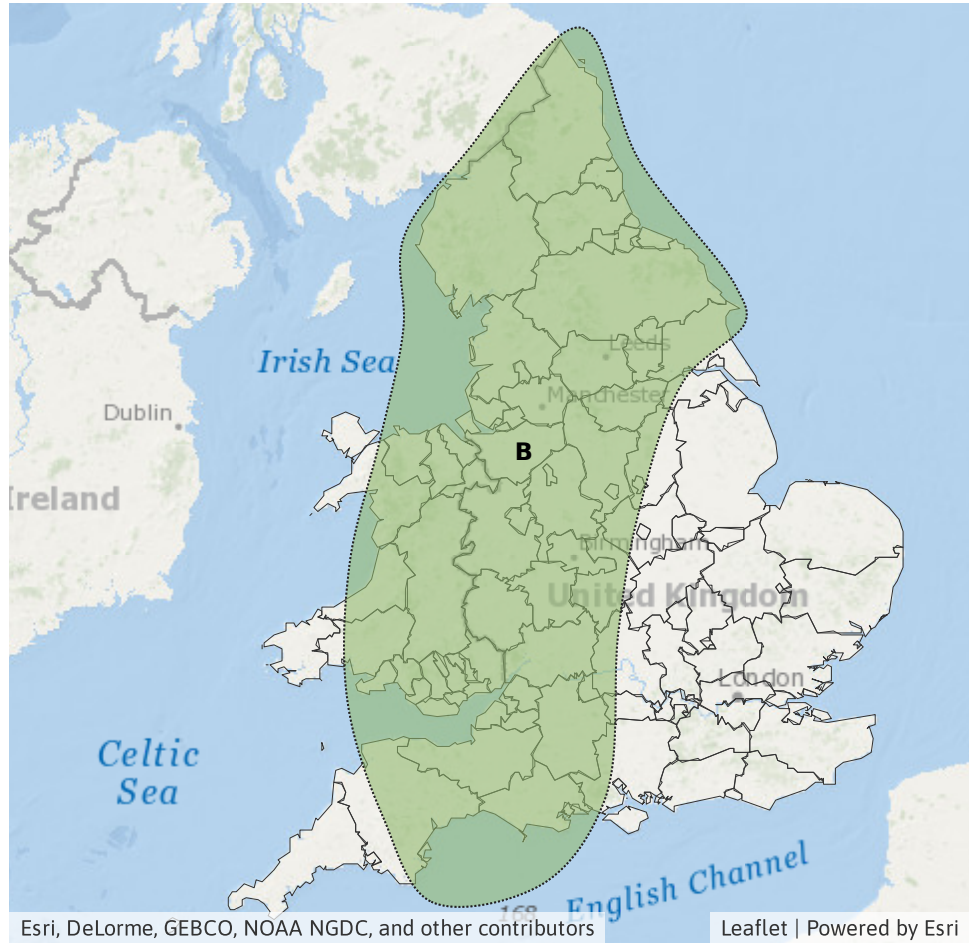 Leeds
Irish Sea
Manchester
Dublin
B
Ireland
Birmingham
United Kingdom
London
Celtic
Sea
English Channel
168
Esri, DeLorme, GEBCO, NOAA NGDC, and other contributors
Leaflet | Powered by Esri